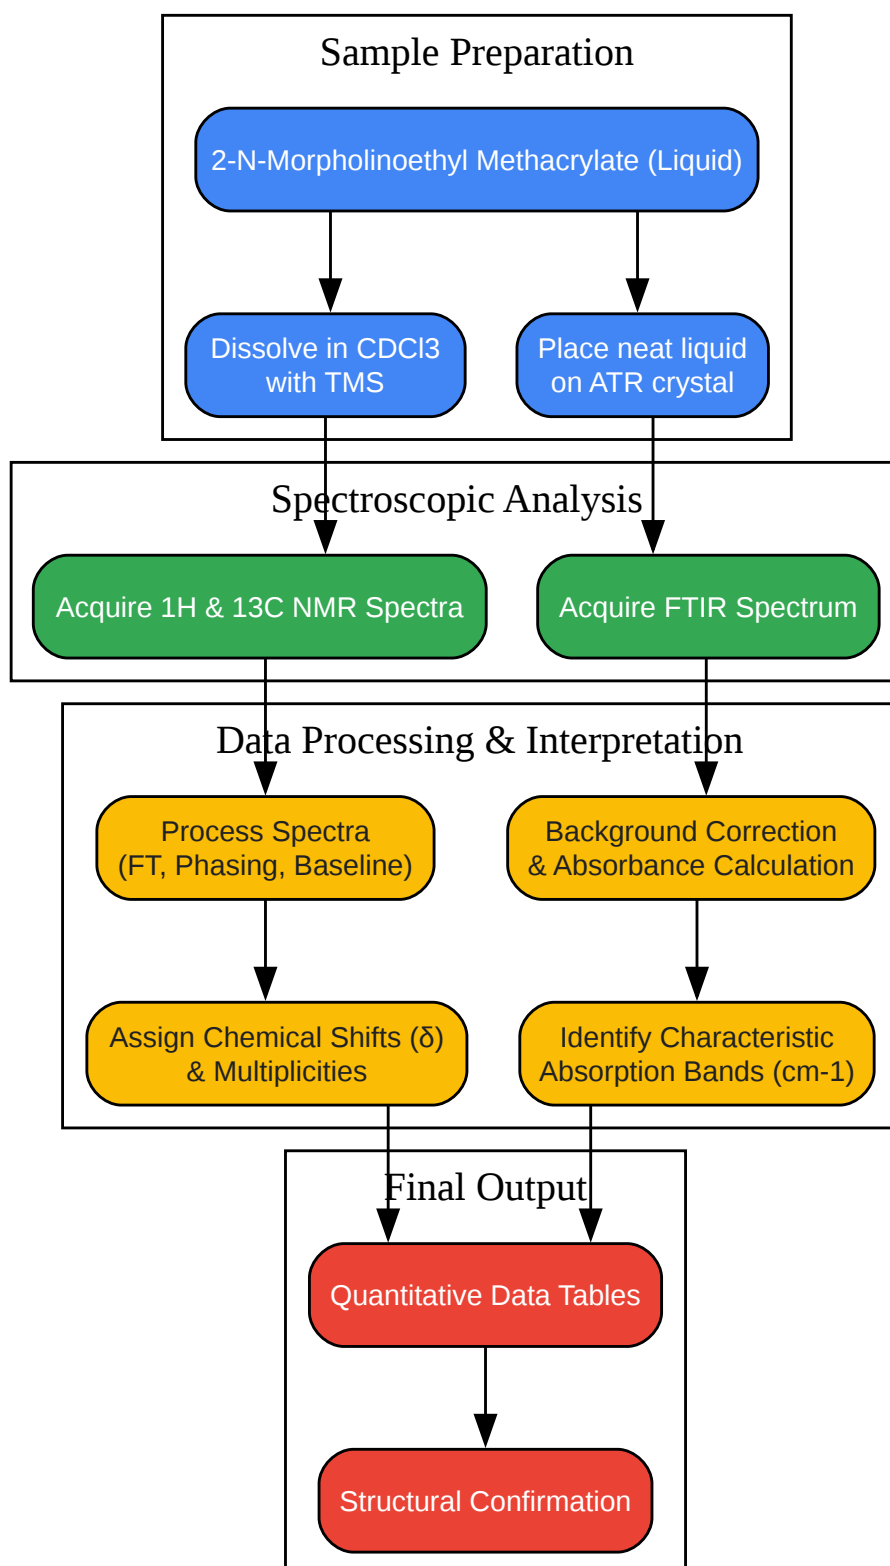 Sample Preparation
2-N-Morpholinoethyl Methacrylate (Liquid)
Dissolve in CDCl3
with TMS
Place neat liquid
on ATR crystal
Spectroscopic Analysis
Acquire 1H & 13C NMR Spectra
Acquire FTIR Spectrum
Data Processing & Interpretation
Process Spectra
(FT, Phasing, Baseline)
Background Correction
& Absorbance Calculation
Assign Chemical Shifts (δ)
& Multiplicities
Identify Characteristic
Absorption Bands (cm-1)
Final Output
Quantitative Data Tables
Structural Confirmation